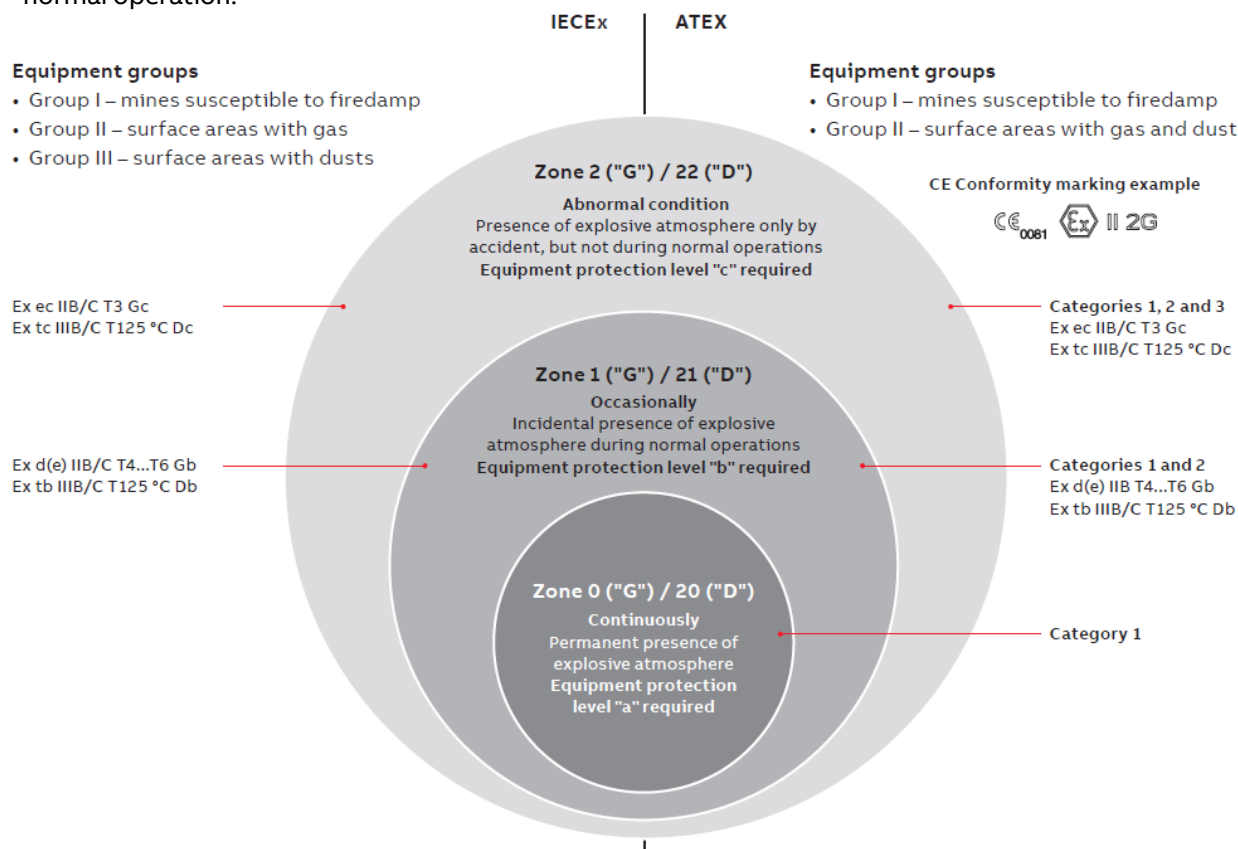 normal operation.
IECEx
ATEX
Equipment groups
• Group I – mines susceptible to firedamp
• Group II – surface areas with gas
• Group III – surface areas with dusts
Equipment groups
• Group I – mines susceptible to firedamp
• Group II – surface areas with gas and dust
CE Conformity marking example
CE 0081 Ex II 2G
Zone 2 ("G") / 22 ("D")
Abnormal condition
Presence of explosive atmosphere only by
accident, but not during normal operations
Equipment protection level "c" required
Ex ec IIB/C T3 Gc
Ex tc IIIB/C T125 °C Dc
Categories 1, 2 and 3
Ex ec IIB/C T3 Gc
Ex tc IIIB/C T125 °C Dc
Zone 1 ("G") / 21 ("D")
Occasionally
Incidental presence of explosive
atmosphere during normal operations
Equipment protection level "b" required
Ex d(e) IIB/C T4...T6 Gb
Ex tb IIIB/C T125 °C Db
Categories 1 and 2
Ex d(e) IIB T4...T6 Gb
Ex tb IIIB/C T125 °C Db
Zone 0 ("G") / 20 ("D")
Continuously
Permanent presence of
explosive atmosphere
Equipment protection
level "a" required
Category 1